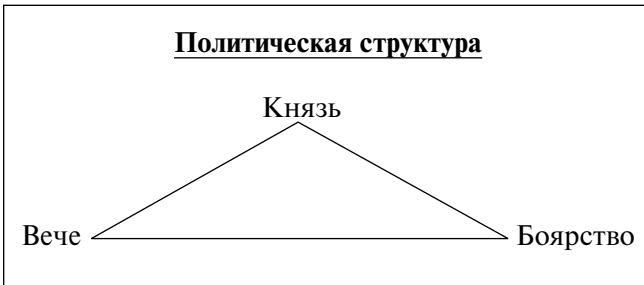 Политическая структура
Князь
Вече Боярство